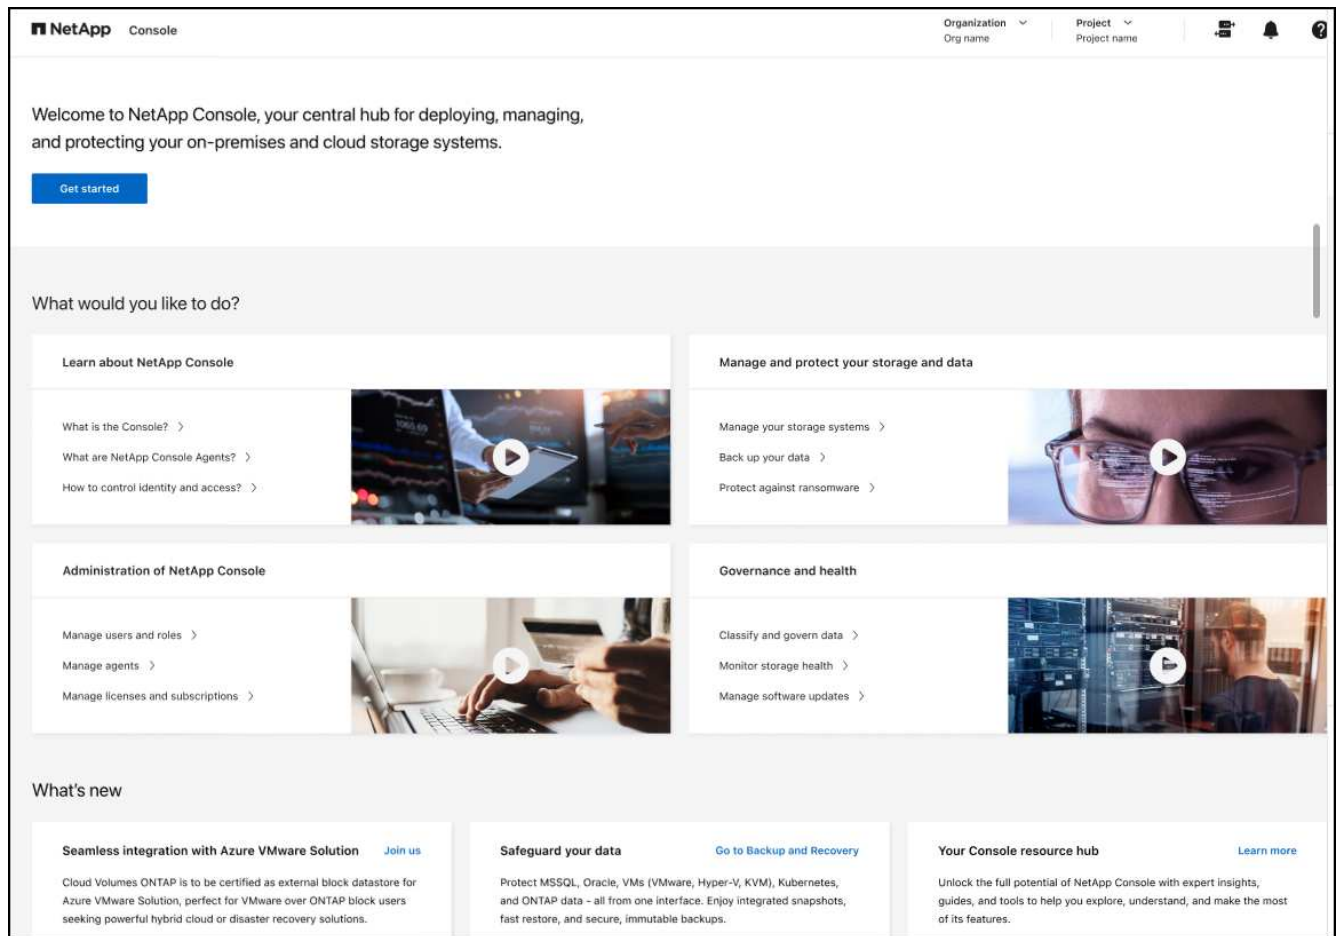 NetApp Console
Organization
Org name
Project
Project name
Welcome to NetApp Console, your central hub for deploying, managing,
and protecting your on-premises and cloud storage systems.
Get started
What would you like to do?
Learn about NetApp Console
What is the Console?
What are NetApp Console Agents?
How to control identity and access?
Manage and protect your storage and data
Manage your storage systems
Back up your data
Protect against ransomware
Administration of NetApp Console
Manage users and roles
Manage agents
Manage licenses and subscriptions
Governance and health
Classify and govern data
Monitor storage health
Manage software updates
What's new
Seamless integration with Azure VMware Solution Join us
Cloud Volumes ONTAP is to be certified as external block datastore for
Azure VMware Solution, perfect for VMware over ONTAP block users
seeking powerful hybrid cloud or disaster recovery solutions.
Safeguard your data Go to Backup and Recovery
Protect MSSQL, Oracle, VMs (VMware, Hyper-V, KVM), Kubernetes,
and ONTAP data - all from one interface. Enjoy integrated snapshots,
fast restore, and secure, immutable backups.
Your Console resource hub Learn more
Unlock the full potential of NetApp Console with expert insights,
guides, and tools to help you explore, understand, and make the most
of its features.